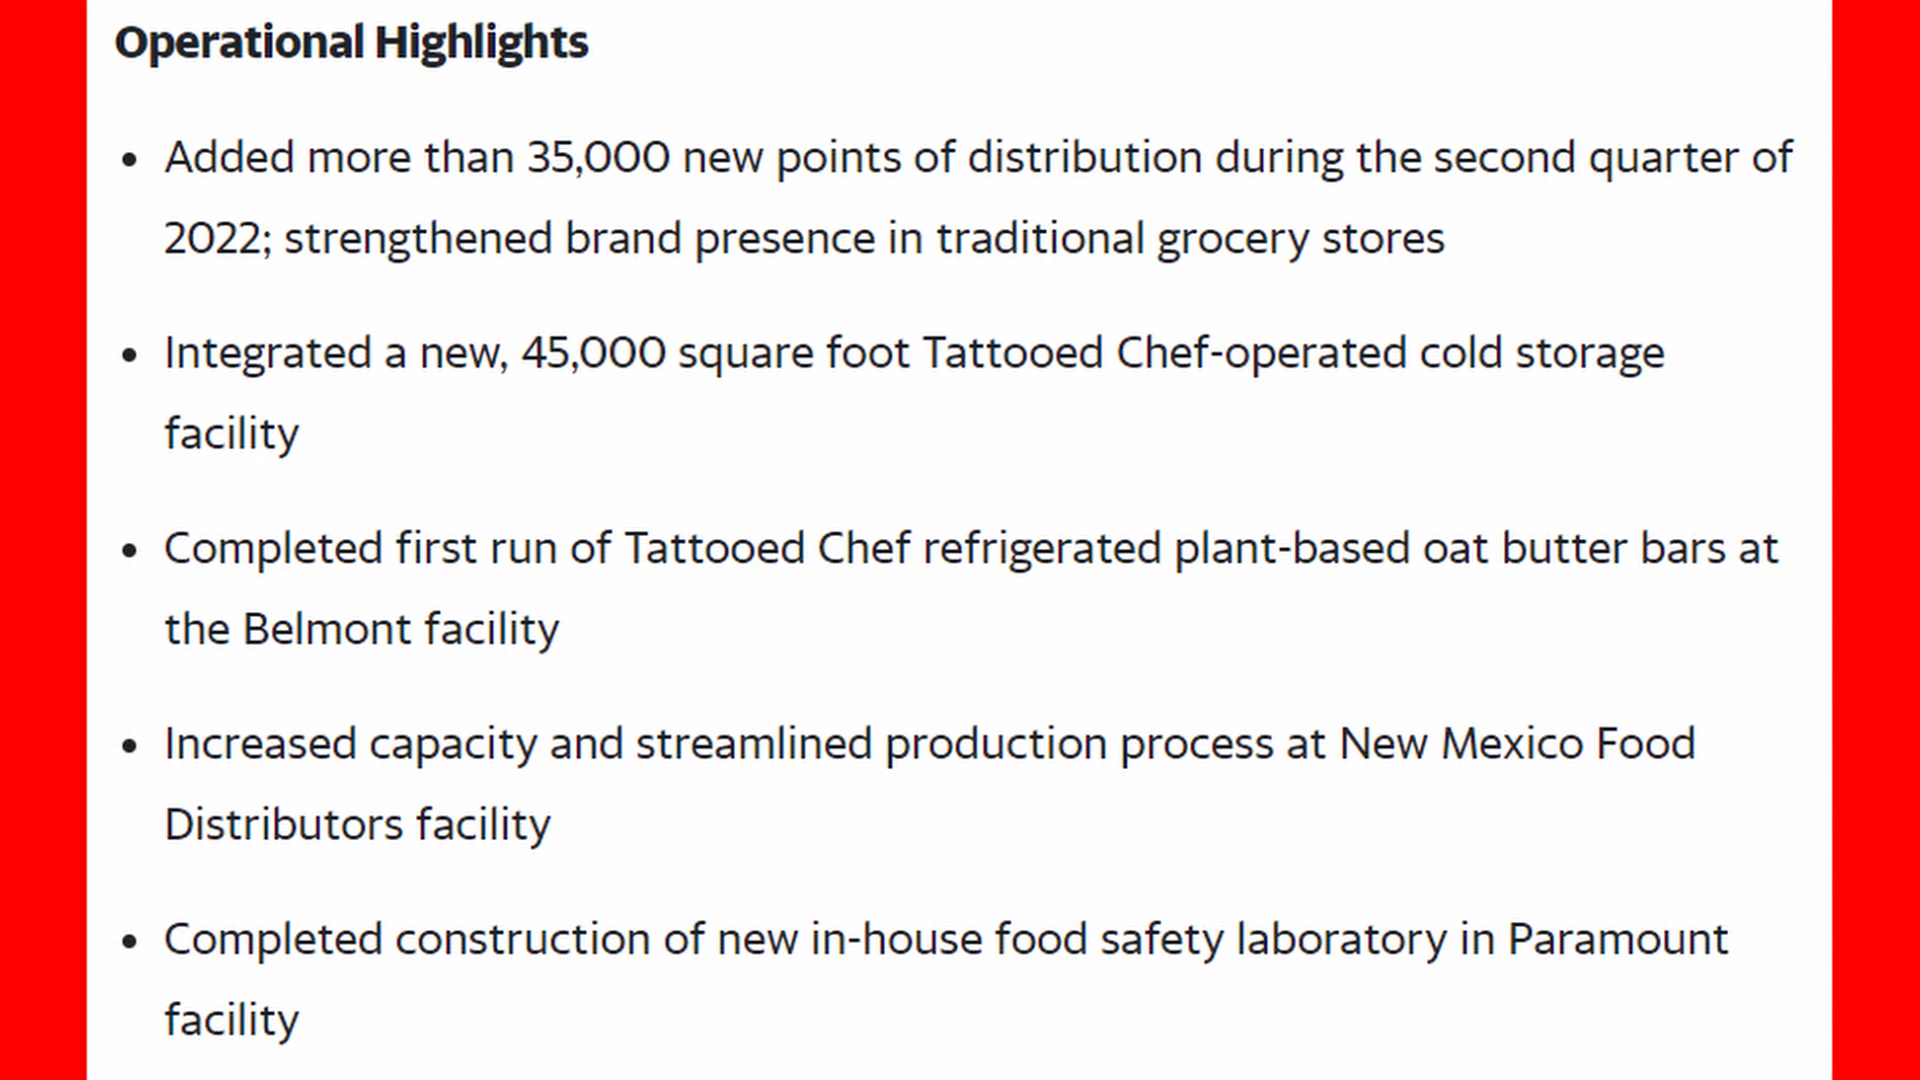 Operational Highlights
• Added more than 35,000 new points of distribution during the second quarter of
2022; strengthened brand presence in traditional grocery stores
• Integrated a new, 45,000 square foot Tattooed Chef-operated cold storage
facility
• Completed first run of Tattooed Chef refrigerated plant-based oat butter bars at
the Belmont facility
• Increased capacity and streamlined production process at New Mexico Food
Distributors facility
• Completed construction of new in-house food safety laboratory in Paramount
facility